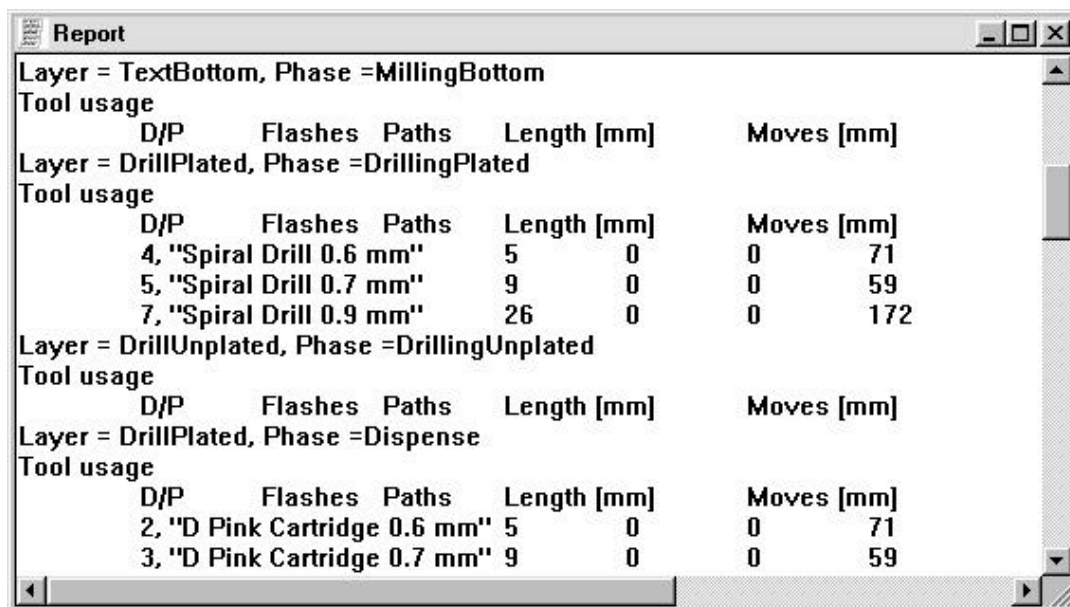 Report
Layer = TextBottom, Phase =MillingBottom
Tool usage
D/P Flashes Paths Length [mm] Moves [mm]
Layer = DrillPlated, Phase =DrillingPlated
Tool usage
D/P Flashes Paths Length [mm] Moves [mm]
4, "Spiral Drill 0.6 mm" 5 0 0 71
5, "Spiral Drill 0.7 mm" 9 0 0 59
7, "Spiral Drill 0.9 mm" 26 0 0 172
Layer = DrillUnplated, Phase =DrillingUnplated
Tool usage
D/P Flashes Paths Length [mm] Moves [mm]
Layer = DrillPlated, Phase =Dispense
Tool usage
D/P Flashes Paths Length [mm] Moves [mm]
2, "D Pink Cartridge 0.6 mm" 5 0 0 71
3, "D Pink Cartridge 0.7 mm" 9 0 0 59